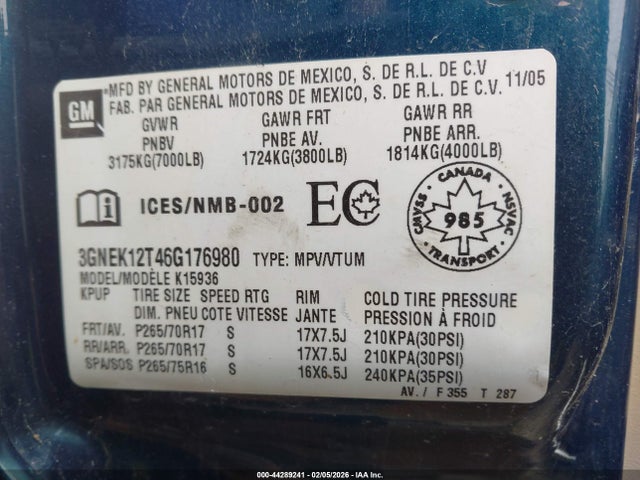 GM
*MFD BY GENERAL MOTORS DE MEXICO, S. DE R.L. DE C.V
FAB. PAR GENERAL MOTORS DE MEXICO, S. DE R.L. DE C.V. 11/05
GVWR GAWR FRT GAWR RR
PNBV PNBE AV. PNBE ARR.
3175KG(7000LB) 1724KG(3800LB) 1814KG(4000LB)
i ICES/NMB-002 EC
CANADA
CMVSS 985 NSVAC
TRANSPORT
3GNEK12T46G176980 TYPE: MPV/VTUM
MODEL/MODÈLE K15936
KPUP TIRE SIZE SPEED RTG RIM COLD TIRE PRESSURE
DIM. PNEU COTE VITESSE JANTE PRESSION À FROID
FRT/AV. P265/70R17 S 17X7.5J 210KPA(30PSI)
RR/ARR. P265/70R17 S 17X7.5J 210KPA(30PSI)
SPA/SOS P265/75R16 S 16X6.5J 240KPA(35PSI)
AV. / F 355 T 287
000-44289241 - 02/05/2026 - IAA Inc.